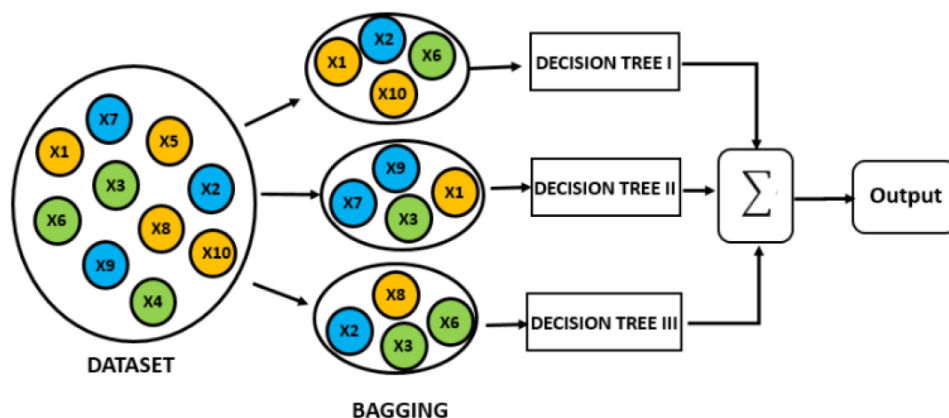 X7
X1
X5
X3
X2
X6
X8
X10
X9
X4
DATASET
X2
X1
X6
X10
X9
X7
X1
X3
X8
X2
X6
X3
BAGGING
DECISION TREE I
DECISION TREE II
DECISION TREE III
∑
Output